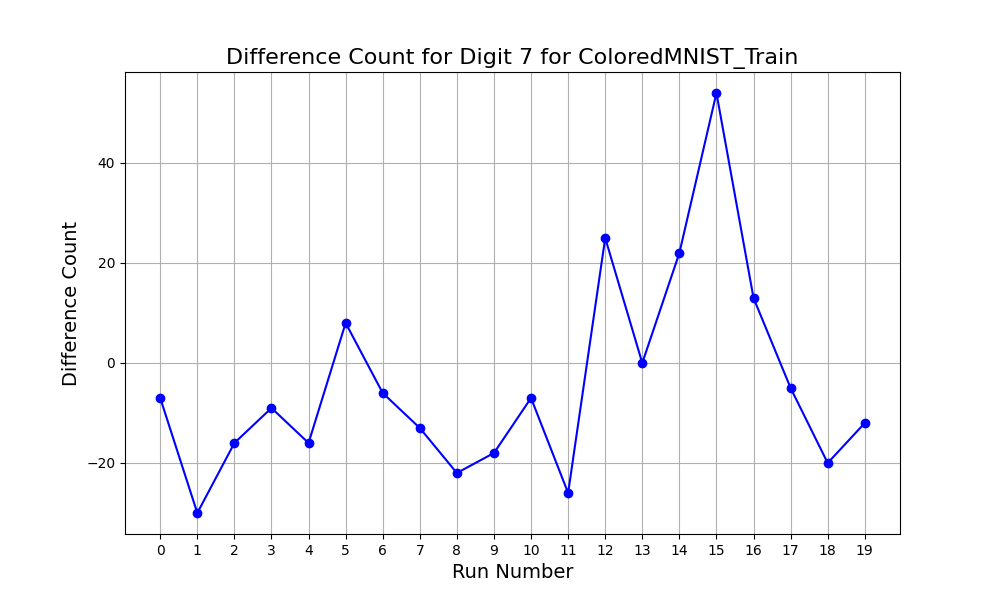 Difference Count for Digit 7 for ColoredMNIST_Train
Difference Count
40
20
0
−20
0 1 2 3 4 5 6 7 8 9 10 11 12 13 14 15 16 17 18 19
Run Number